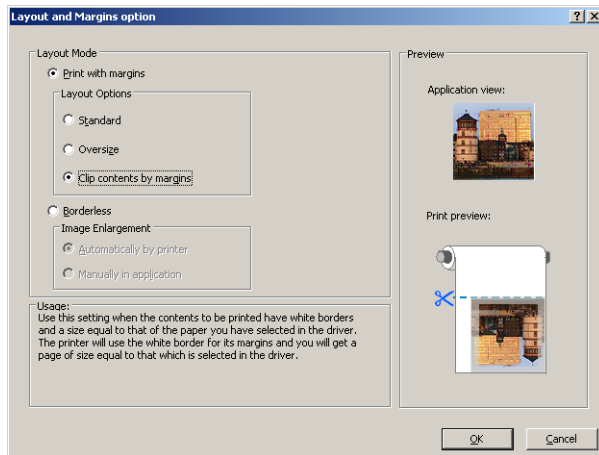 Layout and Margins option
Layout Mode
Print with margins
Layout Options
Standard
Oversize
Clip contents by margins
Borderless
Image Enlargement
Automatically by printer
Manually in application
Usage:
Use this setting when the contents to be printed have white borders
and a size equal to that of the paper you have selected in the driver.
The printer will use the white border for its margins and you will get a
page of size equal to that which is selected in the driver.
Preview
Application view:
Print preview:
OK
Cancel